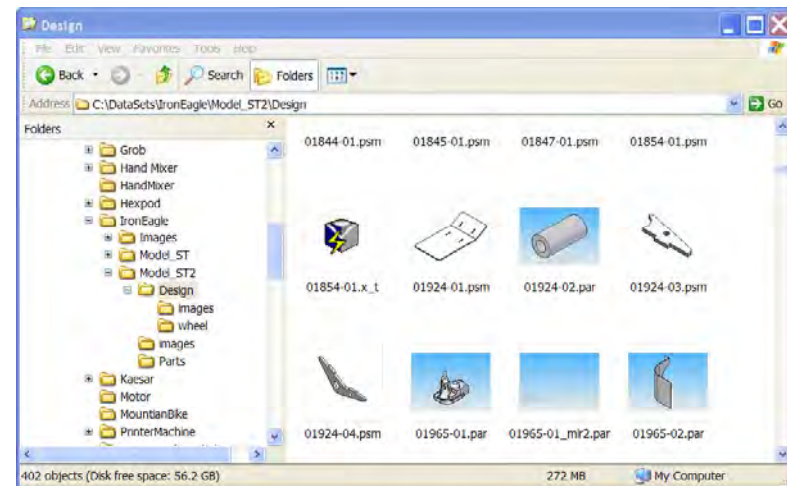 Design
File Edit View Favorites Tools Help
Back Search Folders
Address C:\DataSets\IronEagle\Model_ST2\Design Go
Folders
Grob
Hand Mixer
HandMixer
Hexpod
IronEagle
Images
Model_ST
Model_ST2
Design
images
wheel
images
Parts
Kaesar
Motor
MountianBike
PrinterMachine
01844-01.psm 01845-01.psm 01847-01.psm 01854-01.psm
01854-01.x_t 01924-01.psm 01924-02.par 01924-03.psm
01924-04.psm 01965-01.par 01965-01_mir2.par 01965-02.par
402 objects (Disk free space: 56.2 GB) 272 MB My Computer